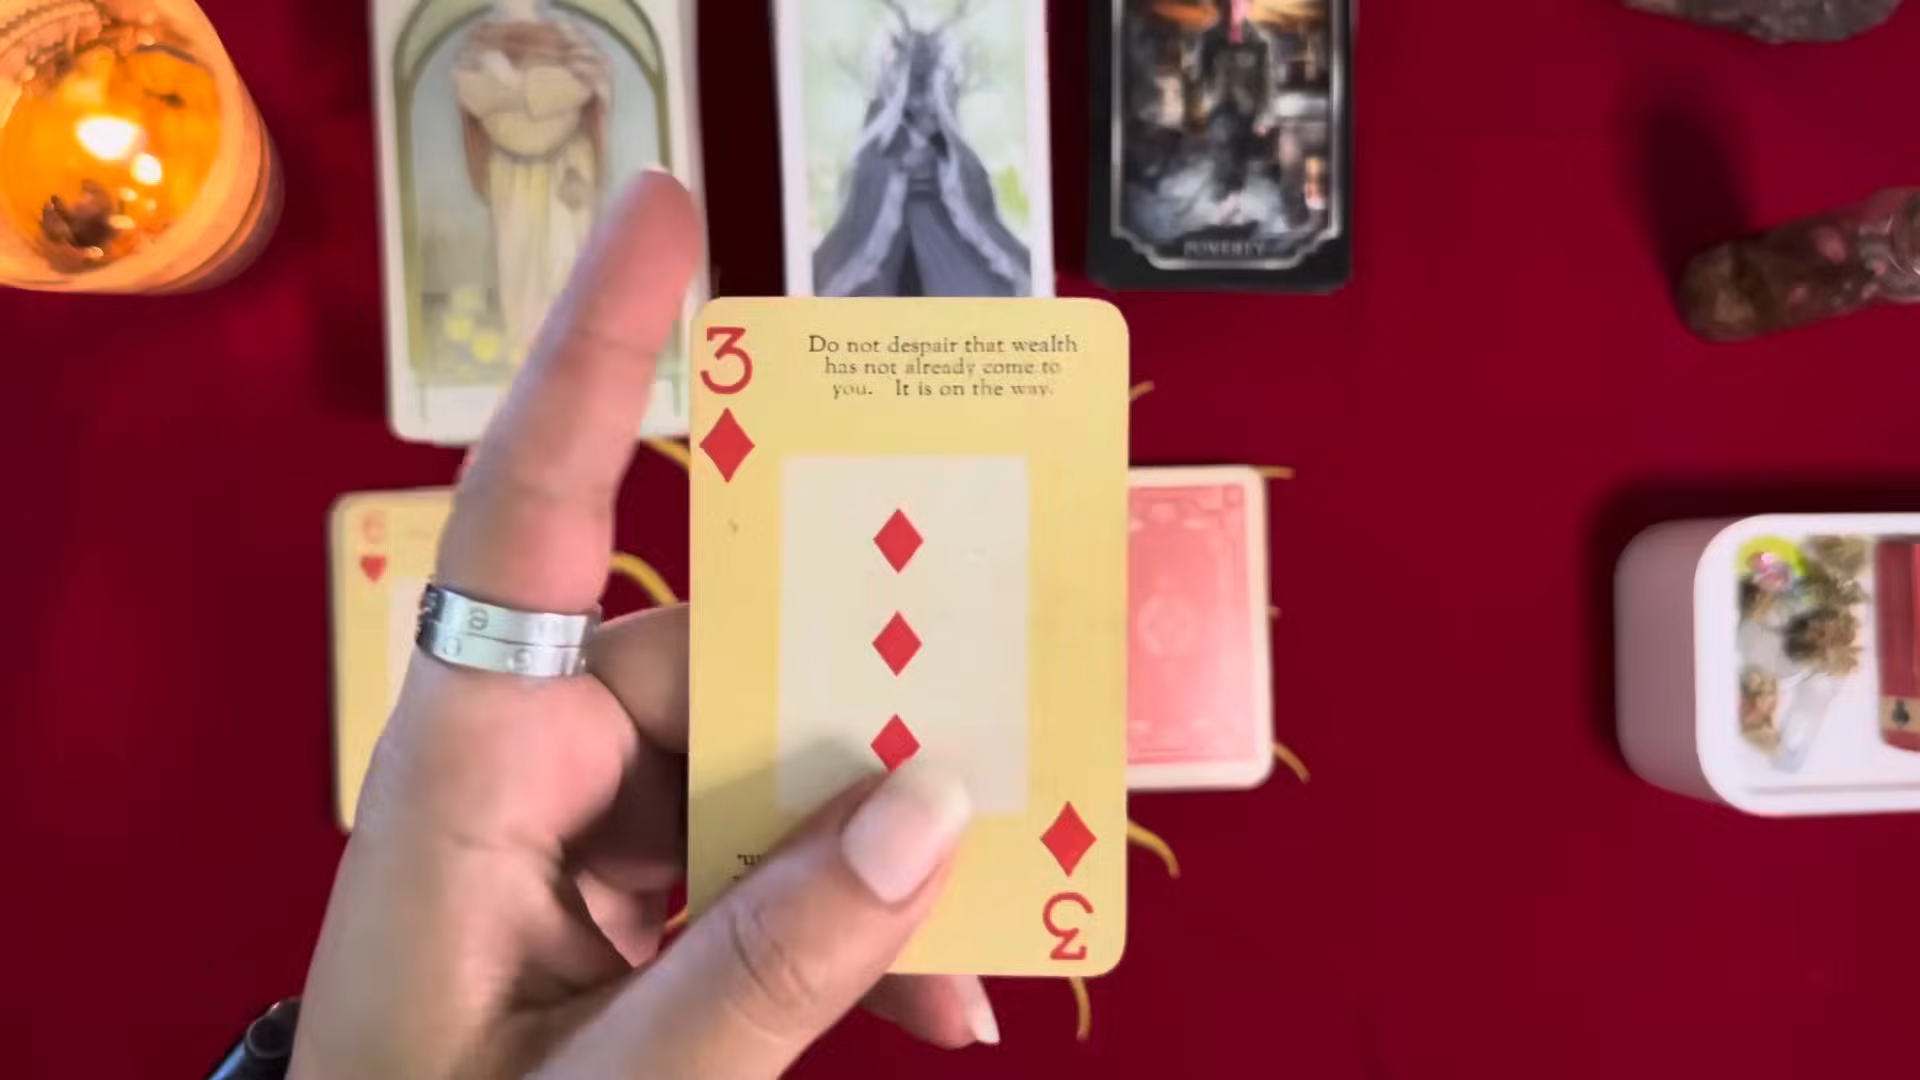 POVERTY
3
Do not despair that wealth
has not already come to
you. It is on the way.
6
3